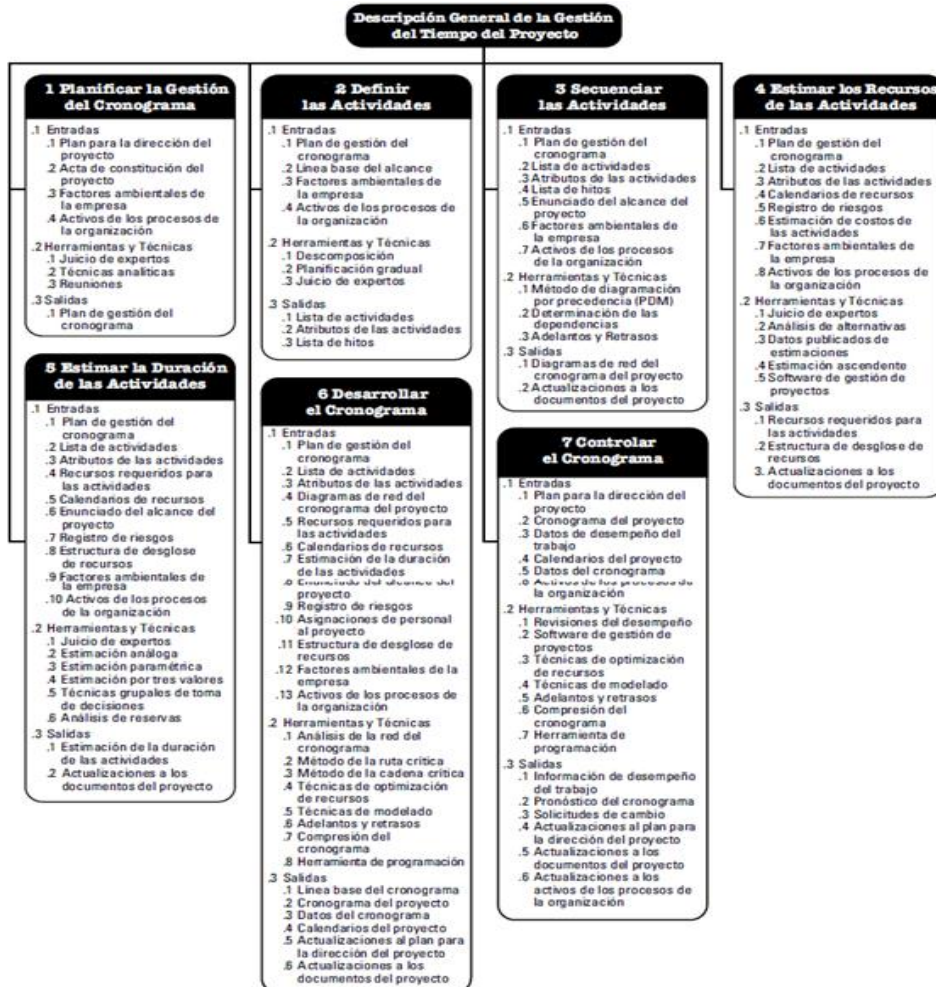 Descripción General de la Gestión
del Tiempo del Proyecto
1 Planificar la Gestión
del Cronograma
.1 Entradas
.1 Plan para la dirección del
proyecto
.2 Acta de constitución del
proyecto
.3 Factores ambientales de
la empresa
.4 Activos de los procesos de
la organización
.2 Herramientas y Técnicas
.1 Juicio de expertos
.2 Técnicas analíticas
.3 Reuniones
.3 Salidas
.1 Plan de gestión del
cronograma
2 Definir
las Actividades
.1 Entradas
.1 Plan de gestión del
cronograma
.2 Línea base del alcance
.3 Factores ambientales de
la empresa
.4 Activos de los procesos de
la organización
.2 Herramientas y Técnicas
.1 Descomposición
.2 Planificación gradual
.3 Juicio de expertos
.3 Salidas
.1 Lista de actividades
.2 Atributos de las actividades
.3 Lista de hitos
3 Secuenciar
las Actividades
.1 Entradas
.1 Plan de gestión del
cronograma
.2 Lista de actividades
.3 Atributos de las actividades
.4 Lista de hitos
.5 Enunciado del alcance del
proyecto
.6 Factores ambientales de
la empresa
.7 Activos de los procesos de
la organización
.2 Herramientas y Técnicas
.1 Método de diagramación
por precedencia (PDM)
.2 Determinación de las
dependencias
.3 Adelantos y Retrasos
.3 Salidas
.1 Diagramas de red del
cronograma del proyecto
.2 Actualizaciones a los
documentos del proyecto
4 Estimar los Recursos
de las Actividades
.1 Entradas
.1 Plan de gestión del
cronograma
.2 Lista de actividades
.3 Atributos de las actividades
.4 Calendarios de recursos
.5 Registro de riesgos
.6 Estimación de costos de
las actividades
.7 Factores ambientales de
la empresa
.8 Activos de los procesos de
la organización
.2 Herramientas y Técnicas
.1 Juicio de expertos
.2 Análisis de alternativas
.3 Datos publicados de
estimaciones
.4 Estimación ascendente
.5 Software de gestión de
proyectos
.3 Salidas
.1 Recursos requeridos para
las actividades
.2 Estructura de desglose de
recursos
3. Actualizaciones a los
documentos del proyecto
5 Estimar la Duración
de las Actividades
.1 Entradas
.1 Plan de gestión del
cronograma
.2 Lista de actividades
.3 Atributos de las actividades
.4 Recursos requeridos para
las actividades
.5 Calendarios de recursos
.6 Enunciado del alcance del
proyecto
.7 Registro de riesgos
.8 Estructura de desglose
de recursos
.9 Factores ambientales de
la empresa
.10 Activos de los procesos
de la organización
.2 Herramientas y Técnicas
.1 Juicio de expertos
.2 Estimación análoga
.3 Estimación paramétrica
.4 Estimación por tres valores
.5 Técnicas grupales de toma
de decisiones
.6 Análisis de reservas
.3 Salidas
.1 Estimación de la duración
de las actividades
.2 Actualizaciones a los
documentos del proyecto
6 Desarrollar
el Cronograma
.1 Entradas
.1 Plan de gestión del
cronograma
.2 Lista de actividades
.3 Atributos de las actividades
.4 Diagramas de red del
cronograma del proyecto
.5 Recursos requeridos para
las actividades
.6 Calendarios de recursos
.7 Estimación de la duración
de las actividades
.8 Enunciado del alcance del
proyecto
.9 Registro de riesgos
.10 Asignaciones de personal
al proyecto
.11 Estructura de desglose de
recursos
.12 Factores ambientales de la
empresa
.13 Activos de los procesos de
la organización
.2 Herramientas y Técnicas
.1 Análisis de la red del
cronograma
.2 Método de la ruta crítica
.3 Método de la cadena crítica
.4 Técnicas de optimización
de recursos
.5 Técnicas de modelado
.6 Adelantos y retrasos
.7 Compresión del
cronograma
.8 Herramienta de programación
.3 Salidas
.1 Línea base del cronograma
.2 Cronograma del proyecto
.3 Datos del cronograma
.4 Calendarios del proyecto
.5 Actualizaciones al plan para
la dirección del proyecto
.6 Actualizaciones a los
documentos del proyecto
7 Controlar
el Cronograma
.1 Entradas
.1 Plan para la dirección del
proyecto
.2 Cronograma del proyecto
.3 Datos de desempeño del
trabajo
.4 Calendarios del proyecto
.5 Datos del cronograma
.6 Activos de los procesos de
la organización
.2 Herramientas y Técnicas
.1 Revisiones del desempeño
.2 Software de gestión de
proyectos
.3 Técnicas de optimización
de recursos
.4 Técnicas de modelado
.5 Adelantos y retrasos
.6 Compresión del
cronograma
.7 Herramienta de
programación
.3 Salidas
.1 Información de desempeño
del trabajo
.2 Pronóstico del cronograma
.3 Solicitudes de cambio
.4 Actualizaciones al plan para
la dirección del proyecto
.5 Actualizaciones a los
documentos del proyecto
.6 Actualizaciones a los
activos de los procesos de
la organización